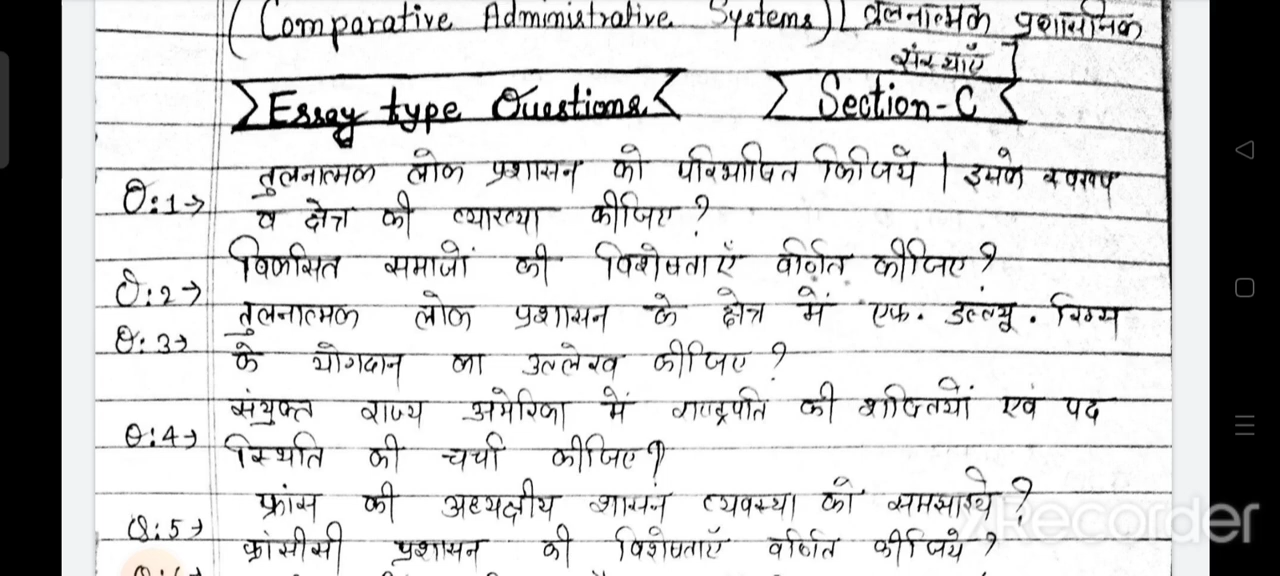 (Comparative Administrative Systems) [तुलनात्मक प्रशासनिक
संस्थाएँ]
Essay type Questions Section-C
Q:1→ तुलनात्मक लोक प्रशासन को परिभाषित किजिये | इसके स्वरूप
व क्षेत्र की व्याख्या कीजिए ?
Q:2→ विकसित समाजों की विशेषताएँ वर्णित कीजिए ?
Q:3→ तुलनात्मक लोक प्रशासन के क्षेत्र में एफ. डब्ल्यू. रिग्स
के योगदान का उल्लेख कीजिए ?
Q:4→ संयुक्त राज्य अमेरिका में राष्ट्रपति की शक्तियों एवं पद
स्थिति की चर्चा कीजिए ?
Q:5→ फ्रांस की अध्यक्षीय शासन व्यवस्था को समझाइये ?
फ्रांसीसी प्रशासन की विशेषताएँ वर्णित कीजिये ?
Recorder